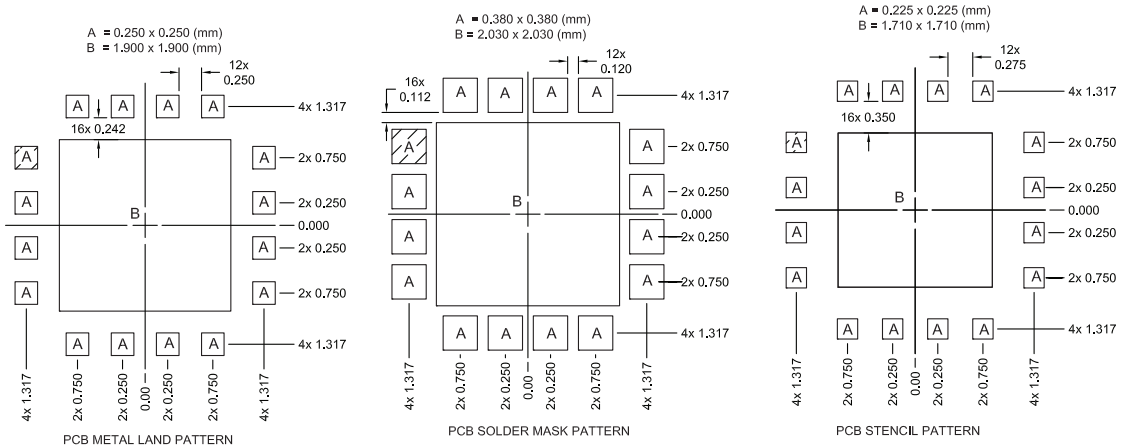 A = 0.250 x 0.250 (mm)
B = 1.900 x 1.900 (mm)
12x
0.250
A A A A
4x 1.317
16x 0.242
A A
2x 0.750
A A
2x 0.250
B
0.000
A A
2x 0.250
A A
2x 0.750
A A A A
4x 1.317
4x 1.317
2x 0.750
2x 0.250
0.00
2x 0.250
2x 0.750
4x 1.317
PCB METAL LAND PATTERN
A = 0.380 x 0.380 (mm)
B = 2.030 x 2.030 (mm)
12x
0.120
16x
0.112
A A A A
4x 1.317
A A
2x 0.750
A A
2x 0.250
B
0.000
A A
2x 0.250
A A
2x 0.750
A A A A
4x 1.317
4x 1.317
2x 0.750
2x 0.250
0.00
2x 0.250
2x 0.750
4x 1.317
PCB SOLDER MASK PATTERN
A = 0.225 x 0.225 (mm)
B = 1.710 x 1.710 (mm)
12x
0.275
A A A A
4x 1.317
16x 0.350
A A
2x 0.750
A A
2x 0.250
B
0.000
A A
2x 0.250
A A
2x 0.750
A A A A
4x 1.317
4x 1.317
2x 0.750
2x 0.250
0.00
2x 0.250
2x 0.750
4x 1.317
PCB STENCIL PATTERN